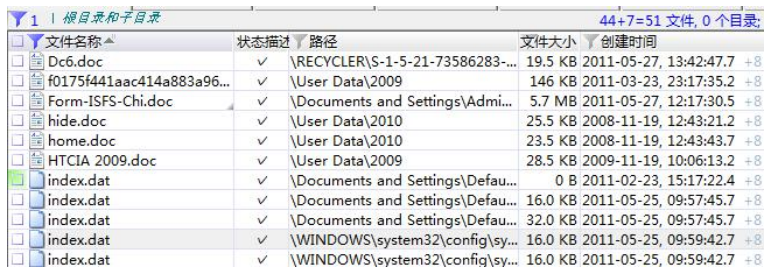 1 根目录和子目录 44+7=51 文件, 0 个目录;
文件名称 状态描述 路径 文件大小 创建时间
Dc6.doc ✓ \RECYCLER\S-1-5-21-73586283-... 19.5 KB 2011-05-27, 13:42:47.7 +8
f0175f441aac414a883a96... ✓ \User Data\2009 146 KB 2011-03-23, 23:17:35.2 +8
Form-ISFS-Chi.doc ✓ \Documents and Settings\Admi... 5.7 MB 2011-05-27, 12:17:30.5 +8
hide.doc ✓ \User Data\2010 25.5 KB 2008-11-19, 12:43:21.2 +8
home.doc ✓ \User Data\2010 23.5 KB 2008-11-19, 12:43:43.7 +8
HTCIA 2009.doc ✓ \User Data\2009 28.5 KB 2009-11-19, 10:06:13.2 +8
index.dat ✓ \Documents and Settings\Defau... 0 B 2011-02-23, 15:17:22.4 +8
index.dat ✓ \Documents and Settings\Defau... 16.0 KB 2011-05-25, 09:57:45.7 +8
index.dat ✓ \Documents and Settings\Defau... 32.0 KB 2011-05-25, 09:57:45.7 +8
index.dat ✓ \WINDOWS\system32\config\sy... 16.0 KB 2011-05-25, 09:59:42.7 +8
index.dat ✓ \WINDOWS\system32\config\sy... 16.0 KB 2011-05-25, 09:59:42.7 +8